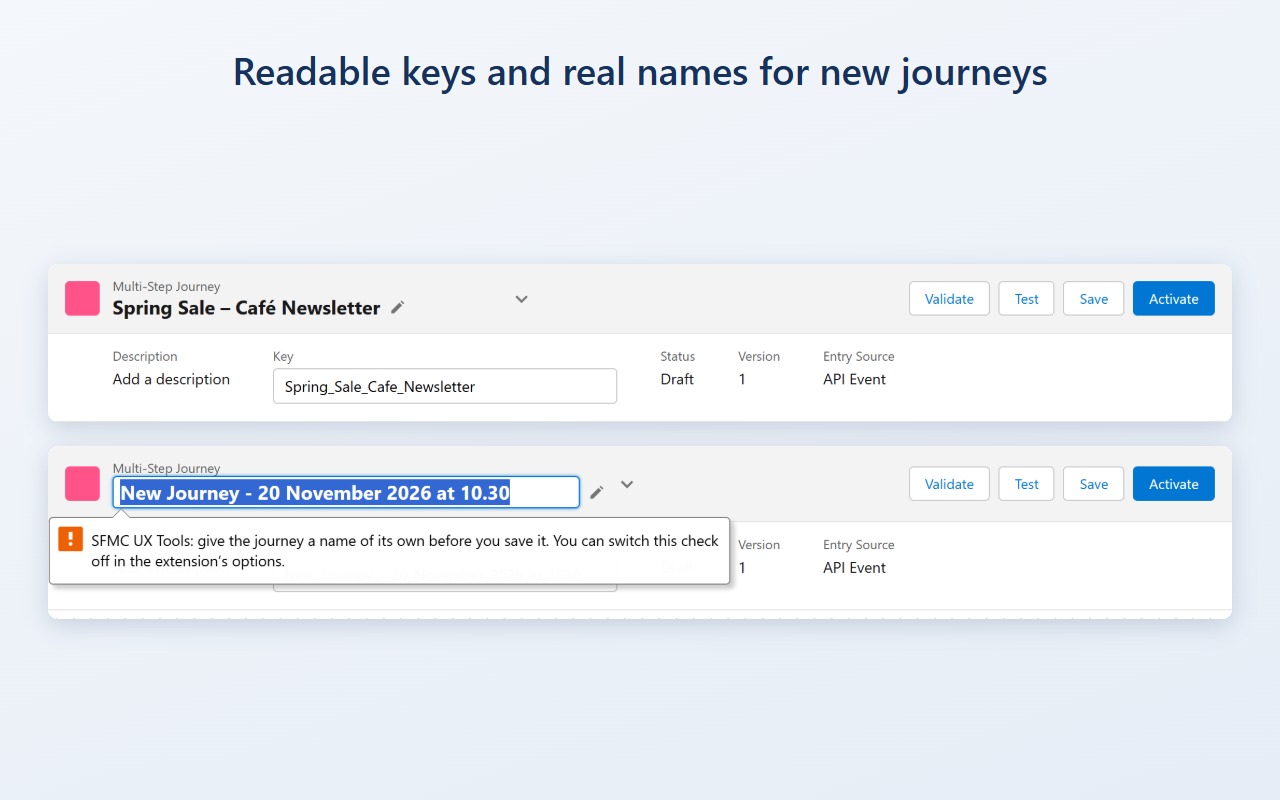 Readable keys and real names for new journeys
Multi-Step Journey
Spring Sale – Café Newsletter
Validate
Test
Save
Activate
Description
Key
Status
Version
Entry Source
Add a description
Spring_Sale_Cafe_Newsletter
Draft
1
API Event
Multi-Step Journey
New Journey - 20 November 2026 at 10.30
Validate
Test
Save
Activate
SFMC UX Tools: give the journey a name of its own before you save it. You can switch this check
off in the extension's options.
Version
Entry Source
1
API Event